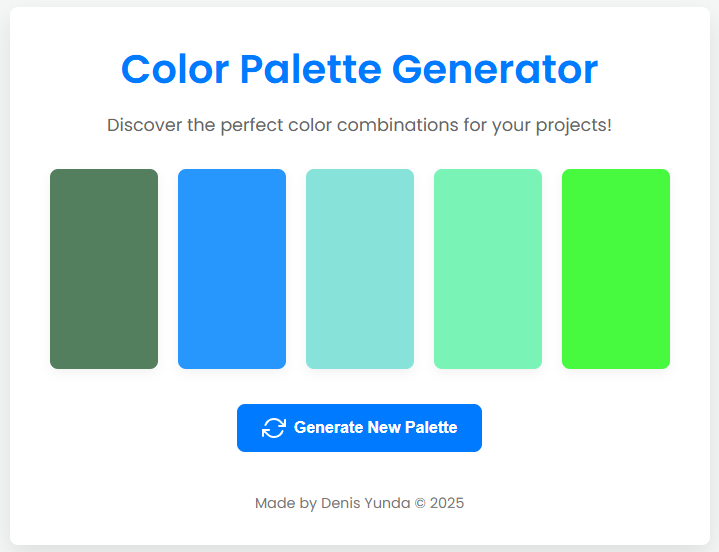 Color Palette Generator
Discover the perfect color combinations for your projects!
Generate New Palette
Made by Denis Yunda © 2025